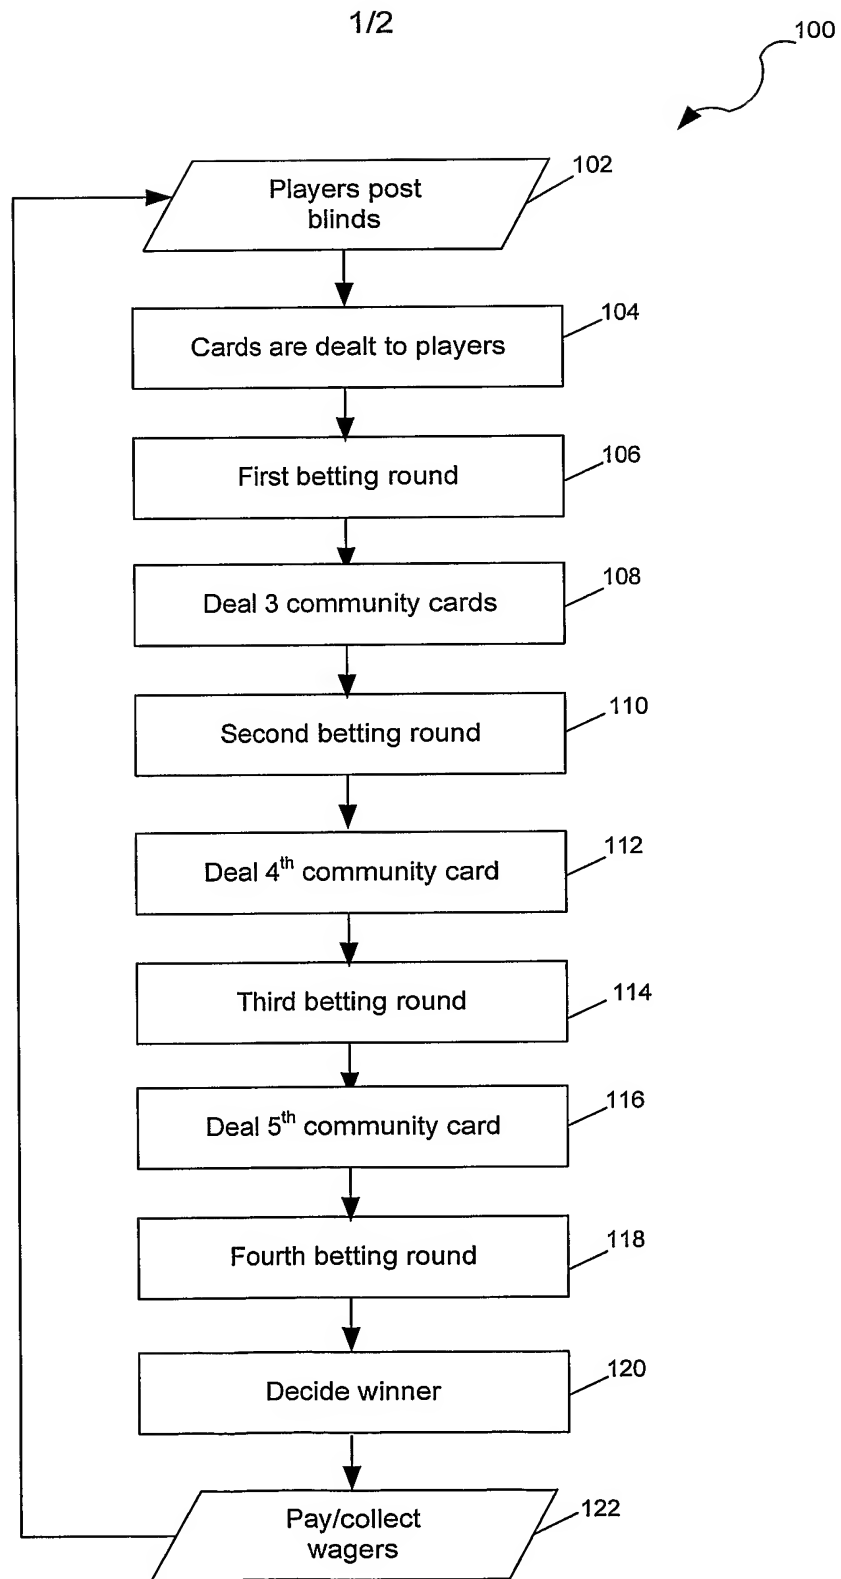 1/2
100
Players post
blinds
102
Cards are dealt to players
104
First betting round
106
Deal 3 community cards
108
Second betting round
110
Deal 4th community card
112
Third betting round
114
Deal 5th community card
116
Fourth betting round
118
Decide winner
120
Pay/collect
wagers
122